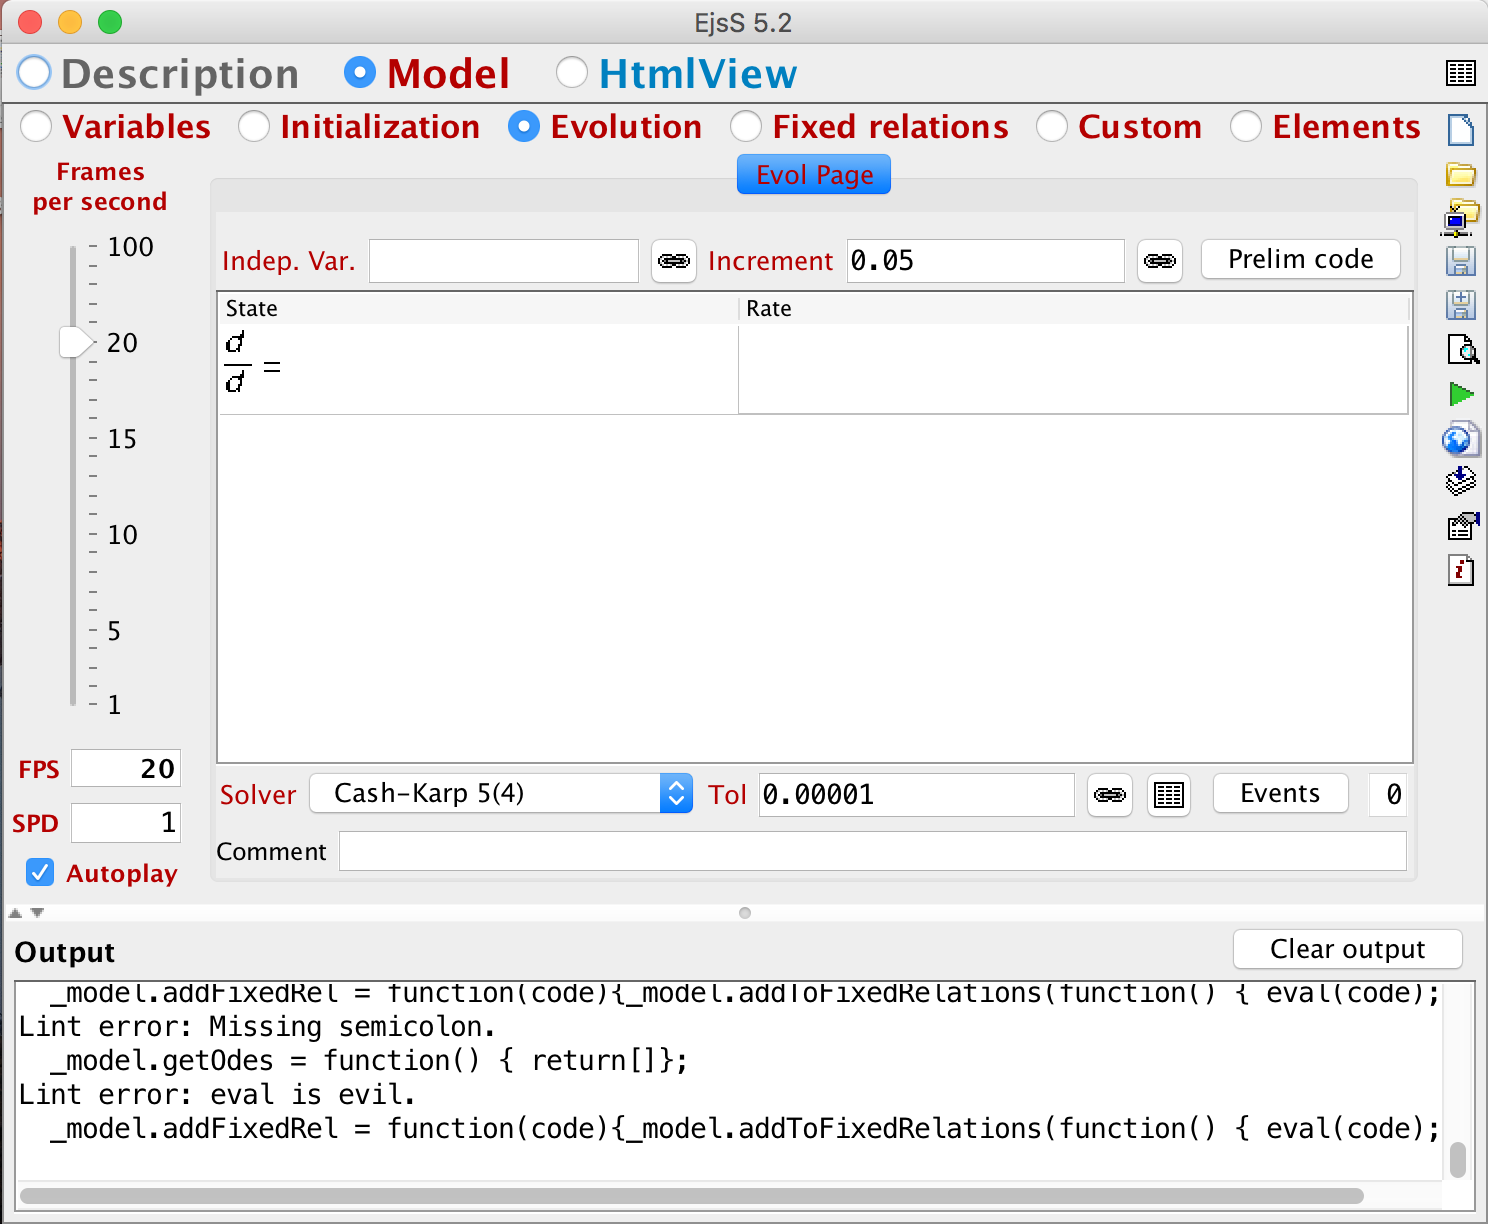 EjsS 5.2
Description Model HtmlView
Variables Initialization Evolution Fixed relations Custom Elements
Frames
per second
100
20
15
10
5
1
FPS 20
SPD 1
Autoplay
Evol Page
Indep. Var. Increment 0.05 Prelim code
State Rate
d
d =
Solver Cash-Karp 5(4) Tol 0.00001 Events 0
Comment
Output Clear output
_model.addFixedRel = function(code){_model.addToFixedRelations(function() { eval(code);
Lint error: Missing semicolon.
_model.getOdes = function() { return[]};
Lint error: eval is evil.
_model.addFixedRel = function(code){_model.addToFixedRelations(function() { eval(code);